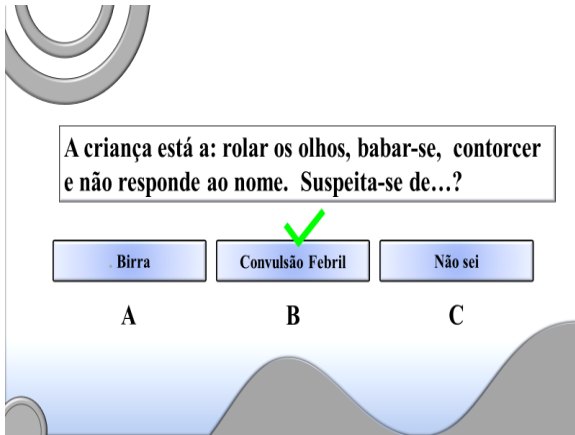 A criança está a: rolar os olhos, babar-se, contorcer
e não responde ao nome. Suspeita-se de…?
Birra
Convulsão Febril
Não sei
A
B
C